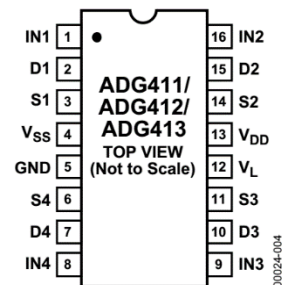 IN1 1 16 IN2
D1 2 15 D2
S1 3 14 S2
VSS 4 13 VDD
GND 5 12 VL
S4 6 11 S3
D4 7 10 D3
IN4 8 9 IN3
ADG411/
ADG412/
ADG413
TOP VIEW
(Not to Scale)
00024-004